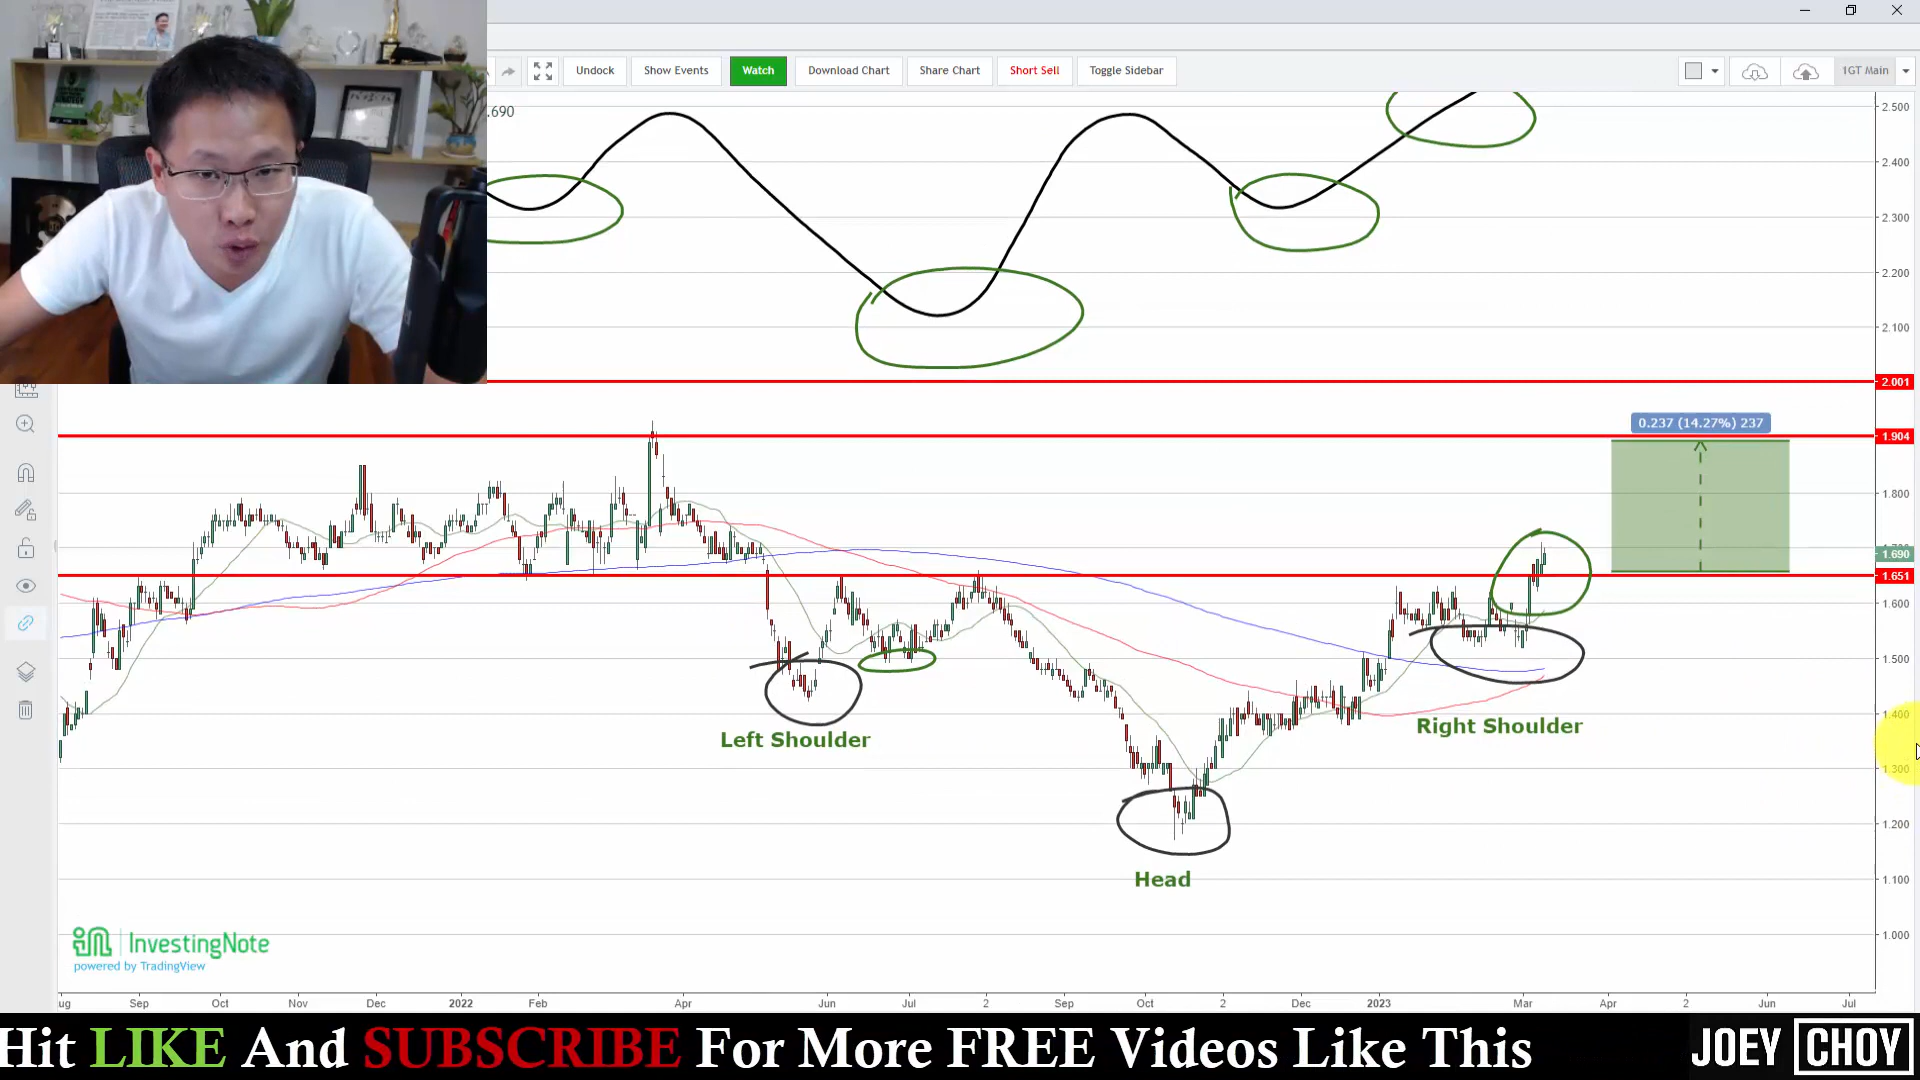 Undock
Show Events
Watch
Download Chart
Share Chart
Short Sell
Toggle Sidebar
1GT Main
.690
2.500
2.400
2.300
2.200
2.100
2.001
1.904
1.800
1.690
1.651
1.600
1.500
1.400
1.300
1.200
1.100
1.000
0.237 (14.27%) 237
Left Shoulder
Right Shoulder
Head
InvestingNote
powered by TradingView
ug Sep Oct Nov Dec 2022 Feb Apr Jun Jul 2 Sep Oct 2 Dec 2023 Mar Apr 2 Jun Jul
Hit LIKE And SUBSCRIBE For More FREE Videos Like This
JOEY CHOY